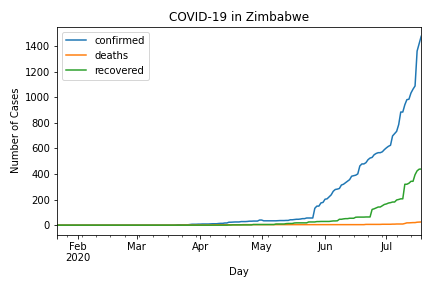 COVID-19 in Zimbabwe
confirmed
deaths
recovered
Number of Cases
1400
1200
1000
800
600
400
200
0
Feb
2020
Mar
Apr
May
Jun
Jul
Day